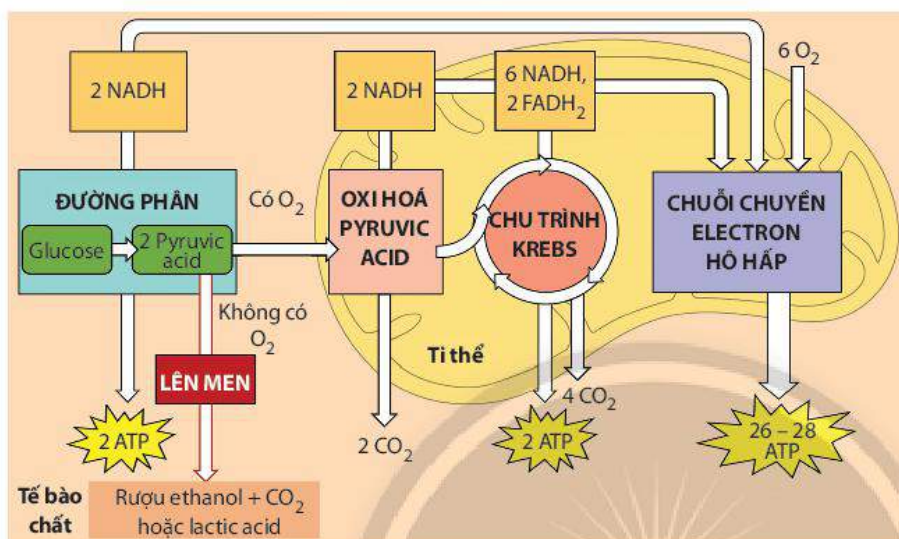 2 NADH
2 NADH
6 NADH,
2 FADH₂
6 O₂
ĐƯỜNG PHÂN
Glucose
2 Pyruvic
acid
Có O₂
OXI HOÁ
PYRUVIC
ACID
CHU TRÌNH
KREBS
CHUỖI CHUYỀN
ELECTRON
HÔ HẤP
Không có
O₂
LÊN MEN
Ti thể
2 ATP
2 CO₂
4 CO₂
2 ATP
26 – 28
ATP
Tế bào
chất
Rượu ethanol + CO₂
hoặc lactic acid